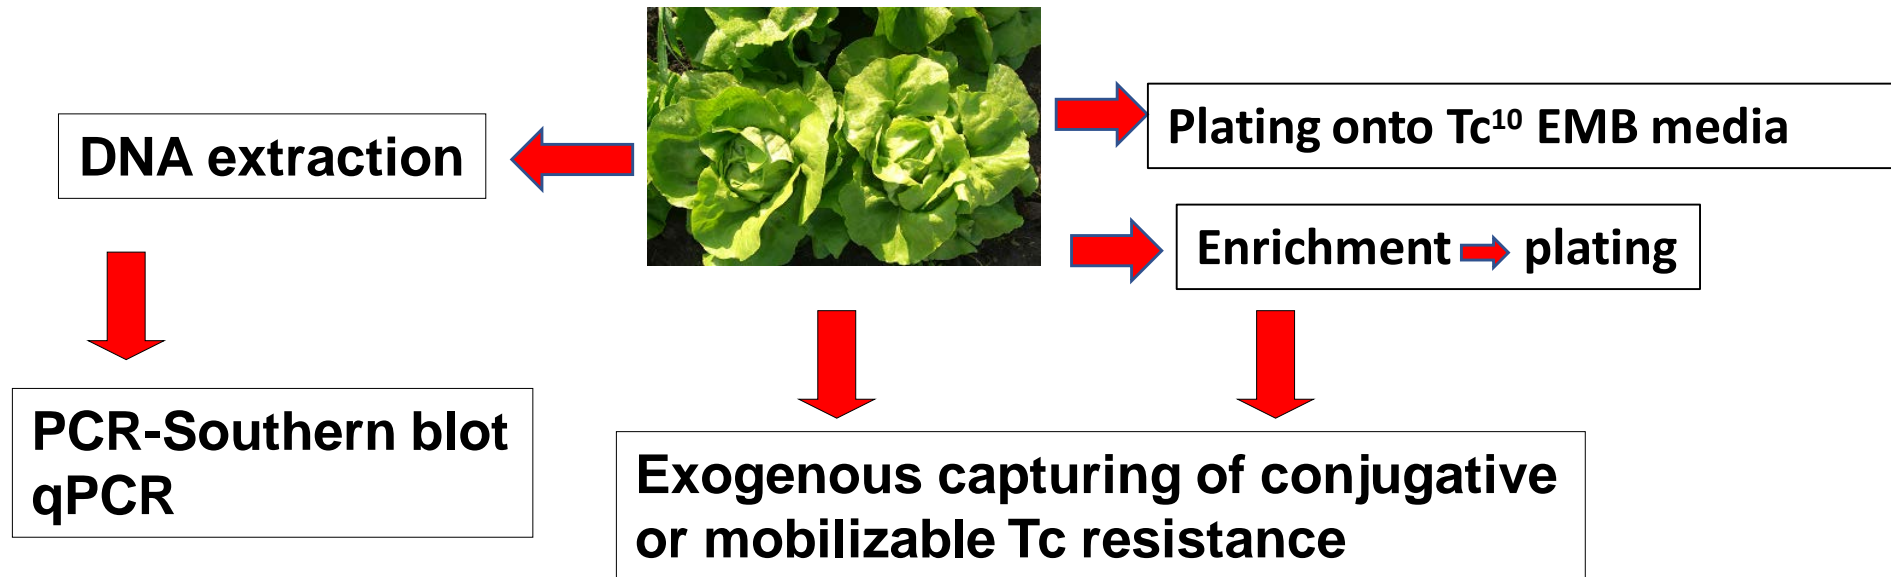 DNA extraction
Plating onto Tc¹⁰ EMB media
Enrichment plating
PCR-Southern blot
qPCR
Exogenous capturing of conjugative
or mobilizable Tc resistance